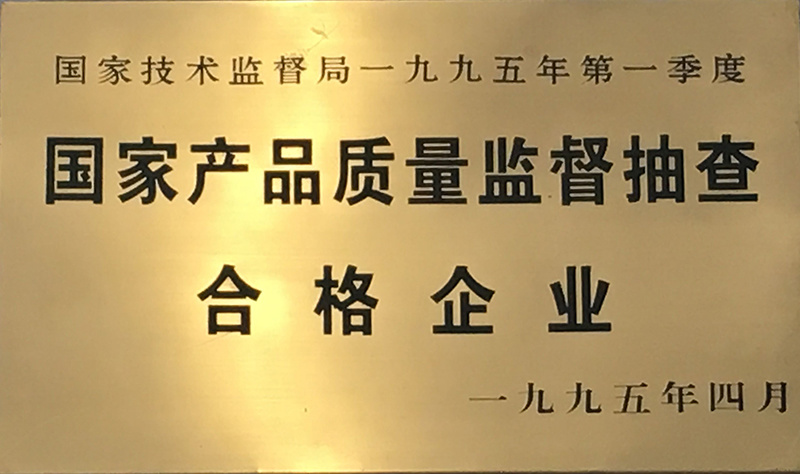 国家技术监督局一九九五年第一季度
国家产品质量监督抽查
合格企业
一九九五年四月